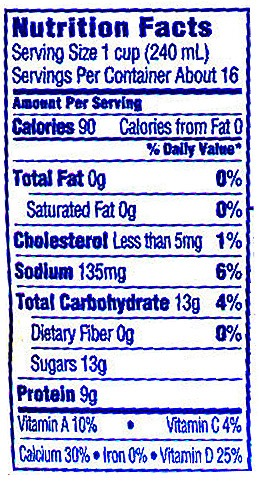 Nutrition Facts
Serving Size 1 cup (240 mL)
Servings Per Container About 16
Amount Per Serving
Calories 90 Calories from Fat 0
% Daily Value*
Total Fat 0g 0%
Saturated Fat 0g 0%
Cholesterol Less than 5mg 1%
Sodium 135mg 6%
Total Carbohydrate 13g 4%
Dietary Fiber 0g 0%
Sugars 13g
Protein 9g
Vitamin A 10% • Vitamin C 4%
Calcium 30% • Iron 0% • Vitamin D 25%